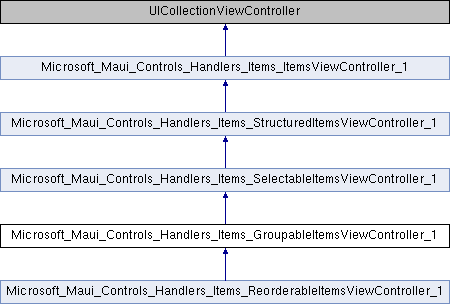 UICollectionViewController
Microsoft_Maui_Controls_Handlers_Items_ItemsViewController_1
Microsoft_Maui_Controls_Handlers_Items_StructuredItemsViewController_1
Microsoft_Maui_Controls_Handlers_Items_SelectableItemsViewController_1
Microsoft_Maui_Controls_Handlers_Items_GroupableItemsViewController_1
Microsoft_Maui_Controls_Handlers_Items_ReorderableItemsViewController_1